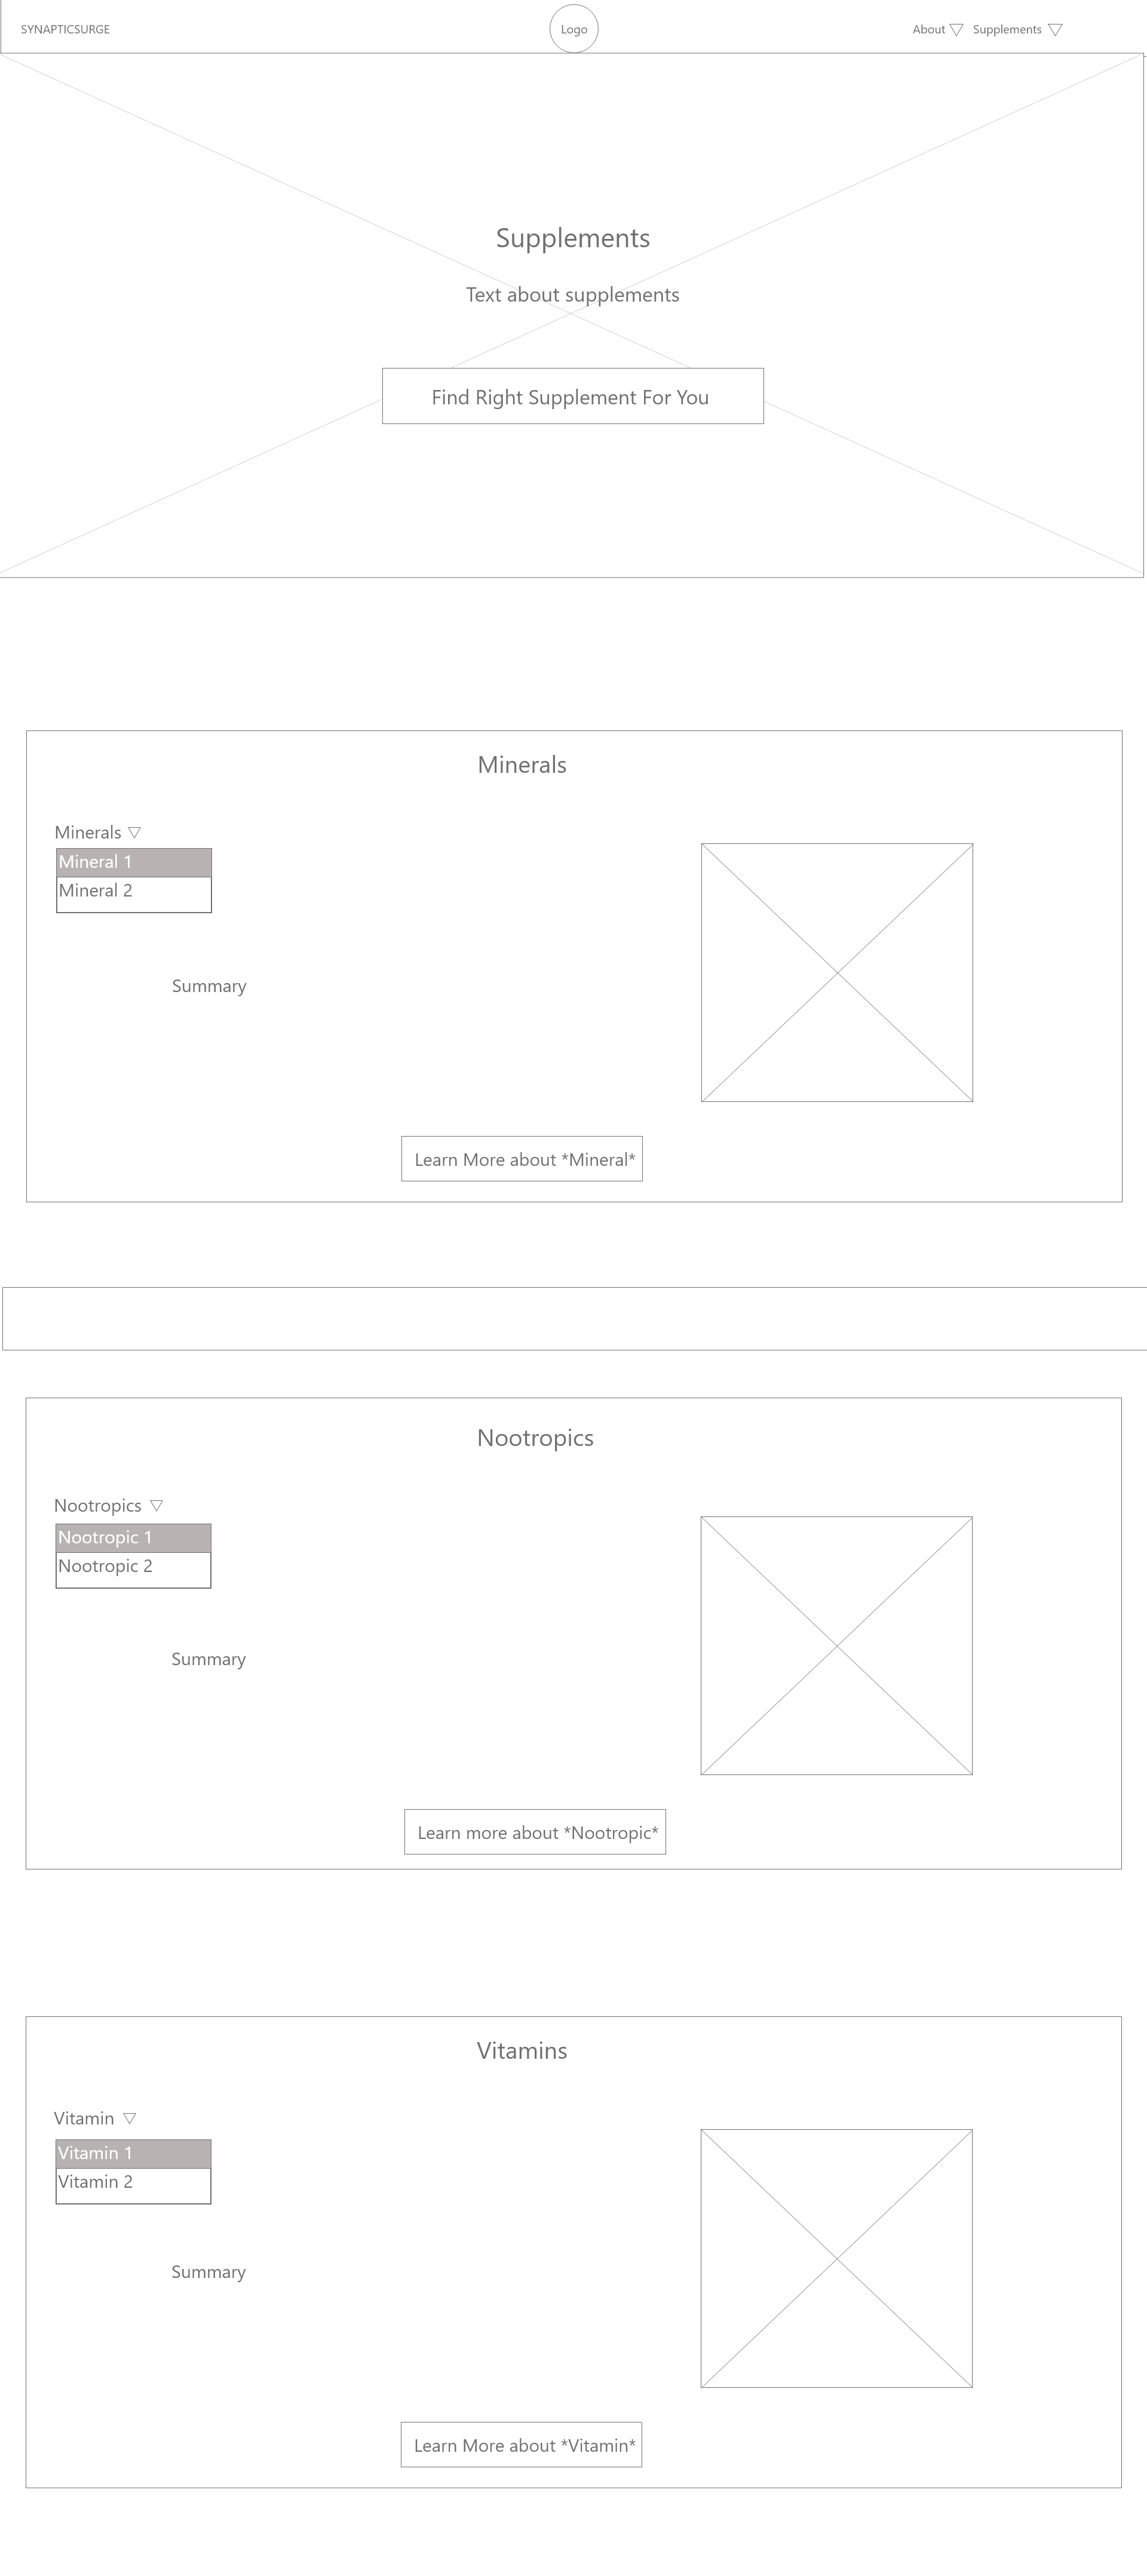 SYNAPTICSURGE
Logo
About
Supplements
Supplements
Text about supplements
Find Right Supplement For You
Minerals
Minerals
Mineral 1
Mineral 2
Summary
Learn More about *Mineral*
Nootropics
Nootropics
Nootropic 1
Nootropic 2
Summary
Learn more about *Nootropic*
Vitamins
Vitamin
Vitamin 1
Vitamin 2
Summary
Learn More about *Vitamin*